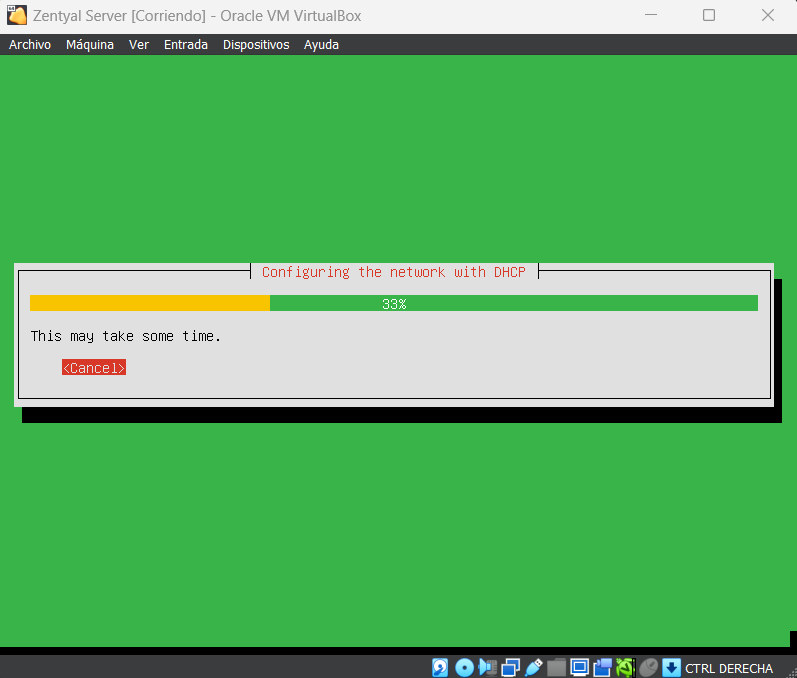 Zentyal Server [Corriendo] - Oracle VM VirtualBox
Archivo Máquina Ver Entrada Dispositivos Ayuda
Configuring the network with DHCP
33%
This may take some time.
<Cancel>
CTRL DERECHA